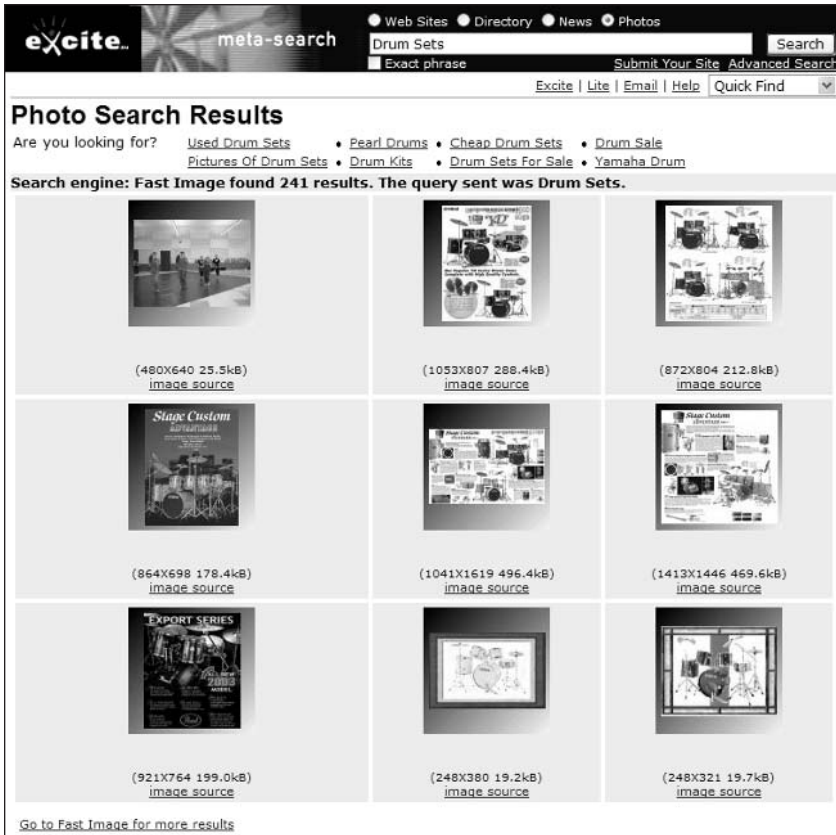 excite
meta-search
Web Sites Directory News Photos
Drum Sets Search
Exact phrase Submit Your Site Advanced Search
Excite | Lite | Email | Help Quick Find
Photo Search Results
Are you looking for? Used Drum Sets • Pearl Drums • Cheap Drum Sets • Drum Sale
Pictures Of Drum Sets • Drum Kits • Drum Sets For Sale • Yamaha Drum
Search engine: Fast Image found 241 results. The query sent was Drum Sets.
(480X640 25.5kB) (1053X807 288.4kB) (872X804 212.8kB)
image source image source image source
Stage Custom Stage Custom Stage Custom
ADVANTAGE
(864X698 178.4kB) (1041X1619 496.4kB) (1413X1446 469.6kB)
image source image source image source
EXPORT SERIES
ALL NEW
2003
MODEL
Pearl
(921X764 199.0kB) (248X380 19.2kB) (248X321 19.7kB)
image source image source image source
Go to Fast Image for more results